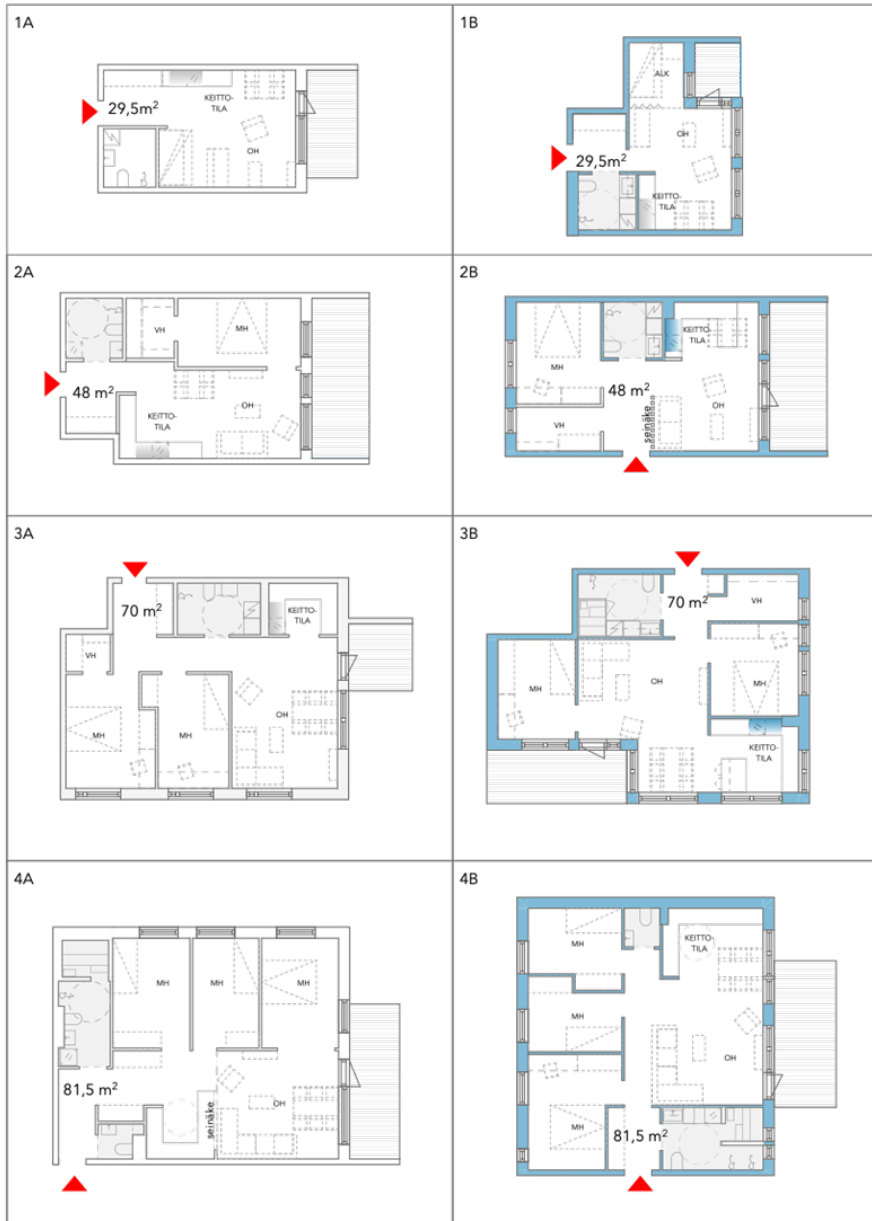 1A
29,5m²
KEITTO-
TILA
OH
1B
ALK
OH
29,5m²
KEITTO-
TILA
2A
VH
MH
48 m²
KEITTO-
TILA
OH
2B
KEITTO-
TILA
MH
48 m²
OH
VH
seinäke
3A
70 m²
KEITTO-
TILA
VH
OH
MH
MH
3B
70 m²
VH
MH
OH
MH
KEITTO-
TILA
4A
MH
MH
MH
81,5 m²
OH
seinäke
4B
MH
KEITTO-
TILA
MH
OH
MH
81,5 m²